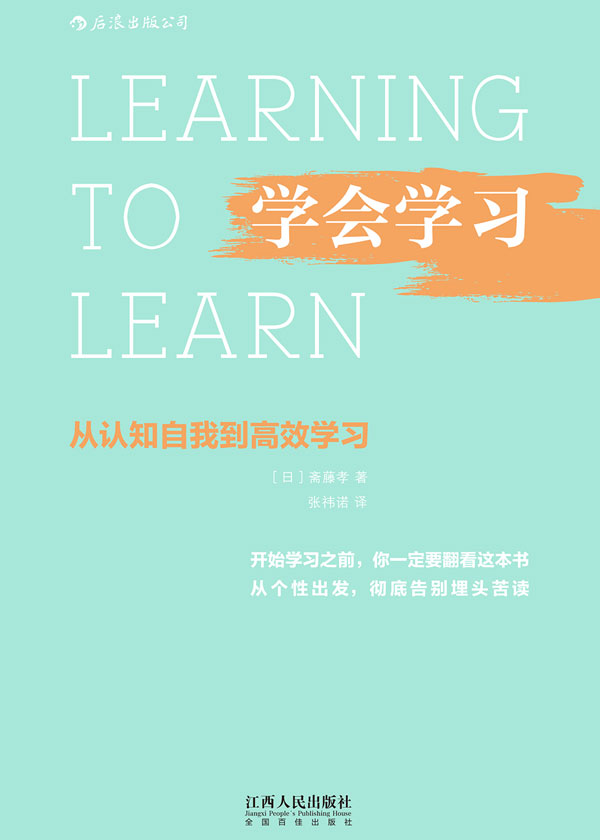 后浪出版公司
LEARNING
TO 学会学习
LEARN
从认知自我到高效学习
[日]斋藤孝 著
张祎诺 译
开始学习之前，你一定要翻看这本书
从个性出发，彻底告别埋头苦读
江西人民出版社
Jiangxi People's Publishing House
全国百佳出版社